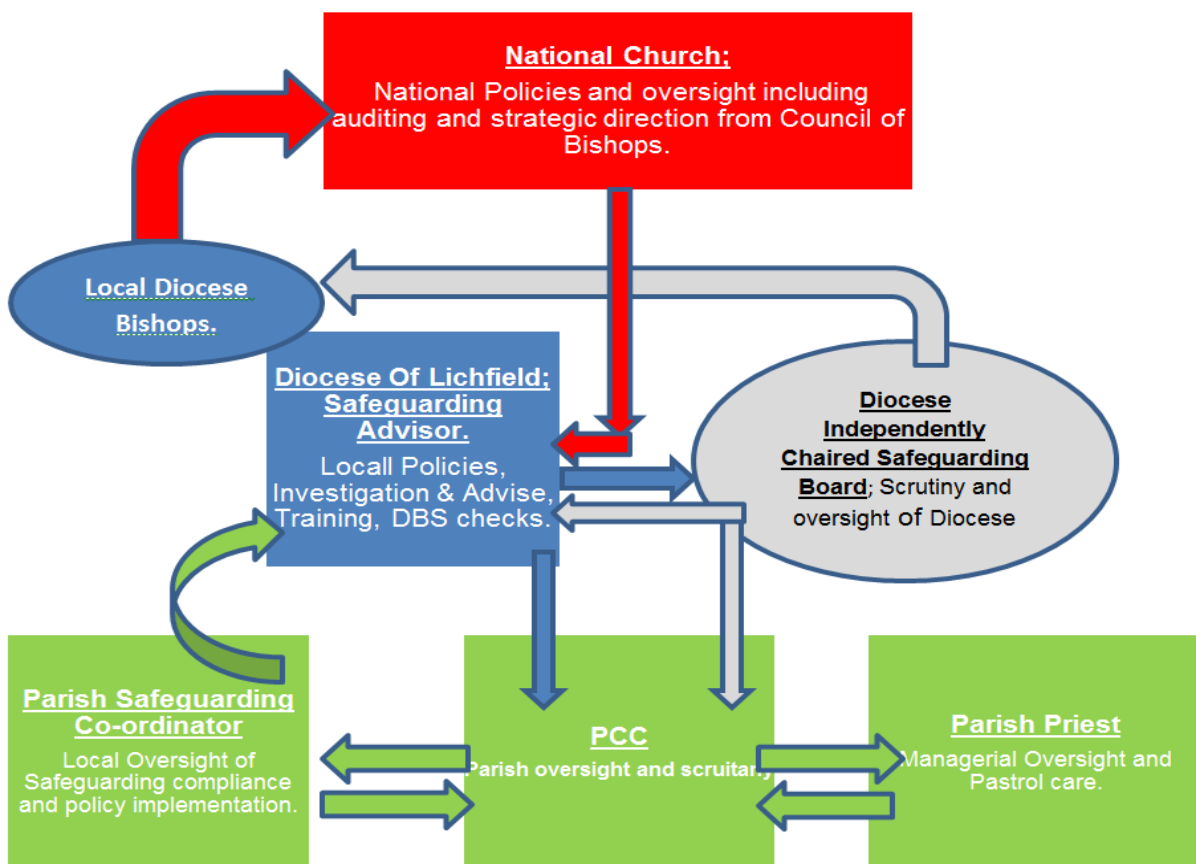 National Church;
National Policies and oversight including
auditing and strategic direction from Council of
Bishops.
Local Diocese
Bishops.
Diocese Of Lichfield;
Safeguarding
Advisor.
Locall Policies,
Investigation & Advise,
Training, DBS checks.
Diocese
Independently
Chaired Safeguarding
Board; Scrutiny and
oversight of Diocese
Parish Safeguarding
Co-ordinator
Local Oversight of
Safeguarding compliance
and policy implementation.
PCC
Parish oversight and scruitany
Parish Priest
Managerial Oversight and
Pastrol care.